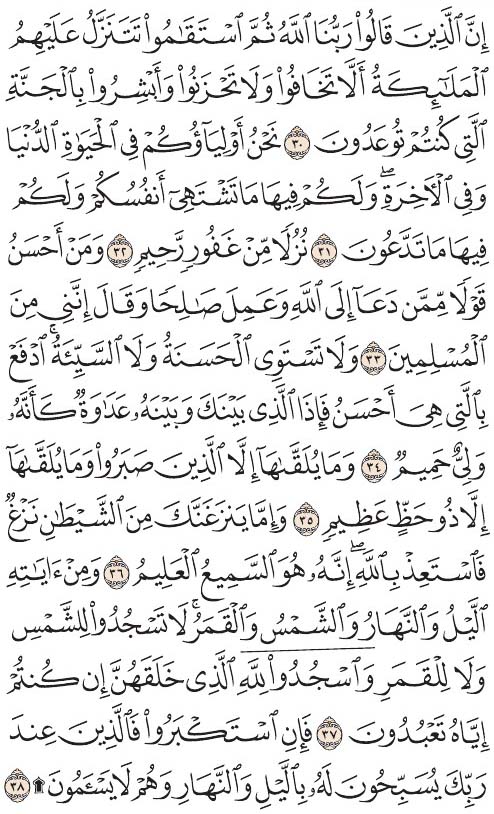 إِنَّ ٱلَّذِينَ قَالُوا۟ رَبُّنَا ٱللَّهُ ثُمَّ ٱسْتَقَـٰمُوا۟ تَتَنَزَّلُ عَلَيْهِمُ
ٱلْمَلَـٰٓئِكَةُ أَلَّا تَخَافُوا۟ وَلَا تَحْزَنُوا۟ وَأَبْشِرُوا۟ بِٱلْجَنَّةِ
ٱلَّتِى كُنتُمْ تُوعَدُونَ ٣٠ نَحْنُ أَوْلِيَآؤُكُمْ فِى ٱلْحَيَوٰةِ ٱلدُّنْيَا
وَفِى ٱلْـَٔاخِرَةِ ۖ وَلَكُمْ فِيهَا مَا تَشْتَهِىٓ أَنفُسُكُمْ وَلَكُمْ
فِيهَا مَا تَدَّعُونَ ٣١ نُزُلًا مِّنْ غَفُورٍ رَّحِيمٍ ٣٢ وَمَنْ أَحْسَنُ
قَوْلًا مِّمَّن دَعَآ إِلَى ٱللَّهِ وَعَمِلَ صَـٰلِحًا وَقَالَ إِنَّنِى مِنَ
ٱلْمُسْلِمِينَ ٣٣ وَلَا تَسْتَوِى ٱلْحَسَنَةُ وَلَا ٱلسَّيِّئَةُ ۚ ٱدْفَعْ
بِٱلَّتِى هِىَ أَحْسَنُ فَإِذَا ٱلَّذِى بَيْنَكَ وَبَيْنَهُۥ عَدَٰوَةٌ كَأَنَّهُۥ
وَلِىٌّ حَمِيمٌ ٣٤ وَمَا يُلَقَّىٰهَآ إِلَّا ٱلَّذِينَ صَبَرُوا۟ وَمَا يُلَقَّىٰهَآ
إِلَّا ذُو حَظٍّ عَظِيمٍ ٣٥ وَإِمَّا يَنزَغَنَّكَ مِنَ ٱلشَّيْطَـٰنِ نَزْغٌ
فَٱسْتَعِذْ بِٱللَّهِ ۖ إِنَّهُۥ هُوَ ٱلسَّمِيعُ ٱلْعَلِيمُ ٣٦ وَمِنْ ءَايَـٰتِهِ
ٱلَّيْلُ وَٱلنَّهَارُ وَٱلشَّمْسُ وَٱلْقَمَرُ ۚ لَا تَسْجُدُوا۟ لِلشَّمْسِ
وَلَا لِلْقَمَرِ وَٱسْجُدُوا۟ لِلَّهِ ٱلَّذِى خَلَقَهُنَّ إِن كُنتُمْ
إِيَّاهُ تَعْبُدُونَ ٣٧ فَإِنِ ٱسْتَكْبَرُوا۟ فَٱلَّذِينَ عِندَ
رَبِّكَ يُسَبِّحُونَ لَهُۥ بِٱلَّيْلِ وَٱلنَّهَارِ وَهُمْ لَا يَسْـَٔمُونَ ۩ ٣٨